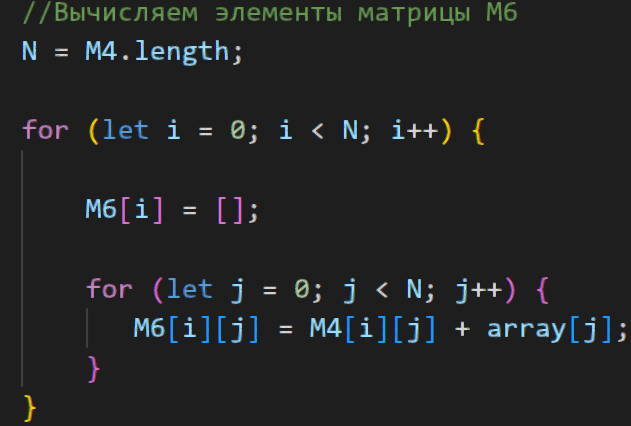 //Вычисляем элементы матрицы M6
N = M4.length;
for (let i = 0; i < N; i++) {
M6[i] = [];
for (let j = 0; j < N; j++) {
M6[i][j] = M4[i][j] + array[j];
}
}